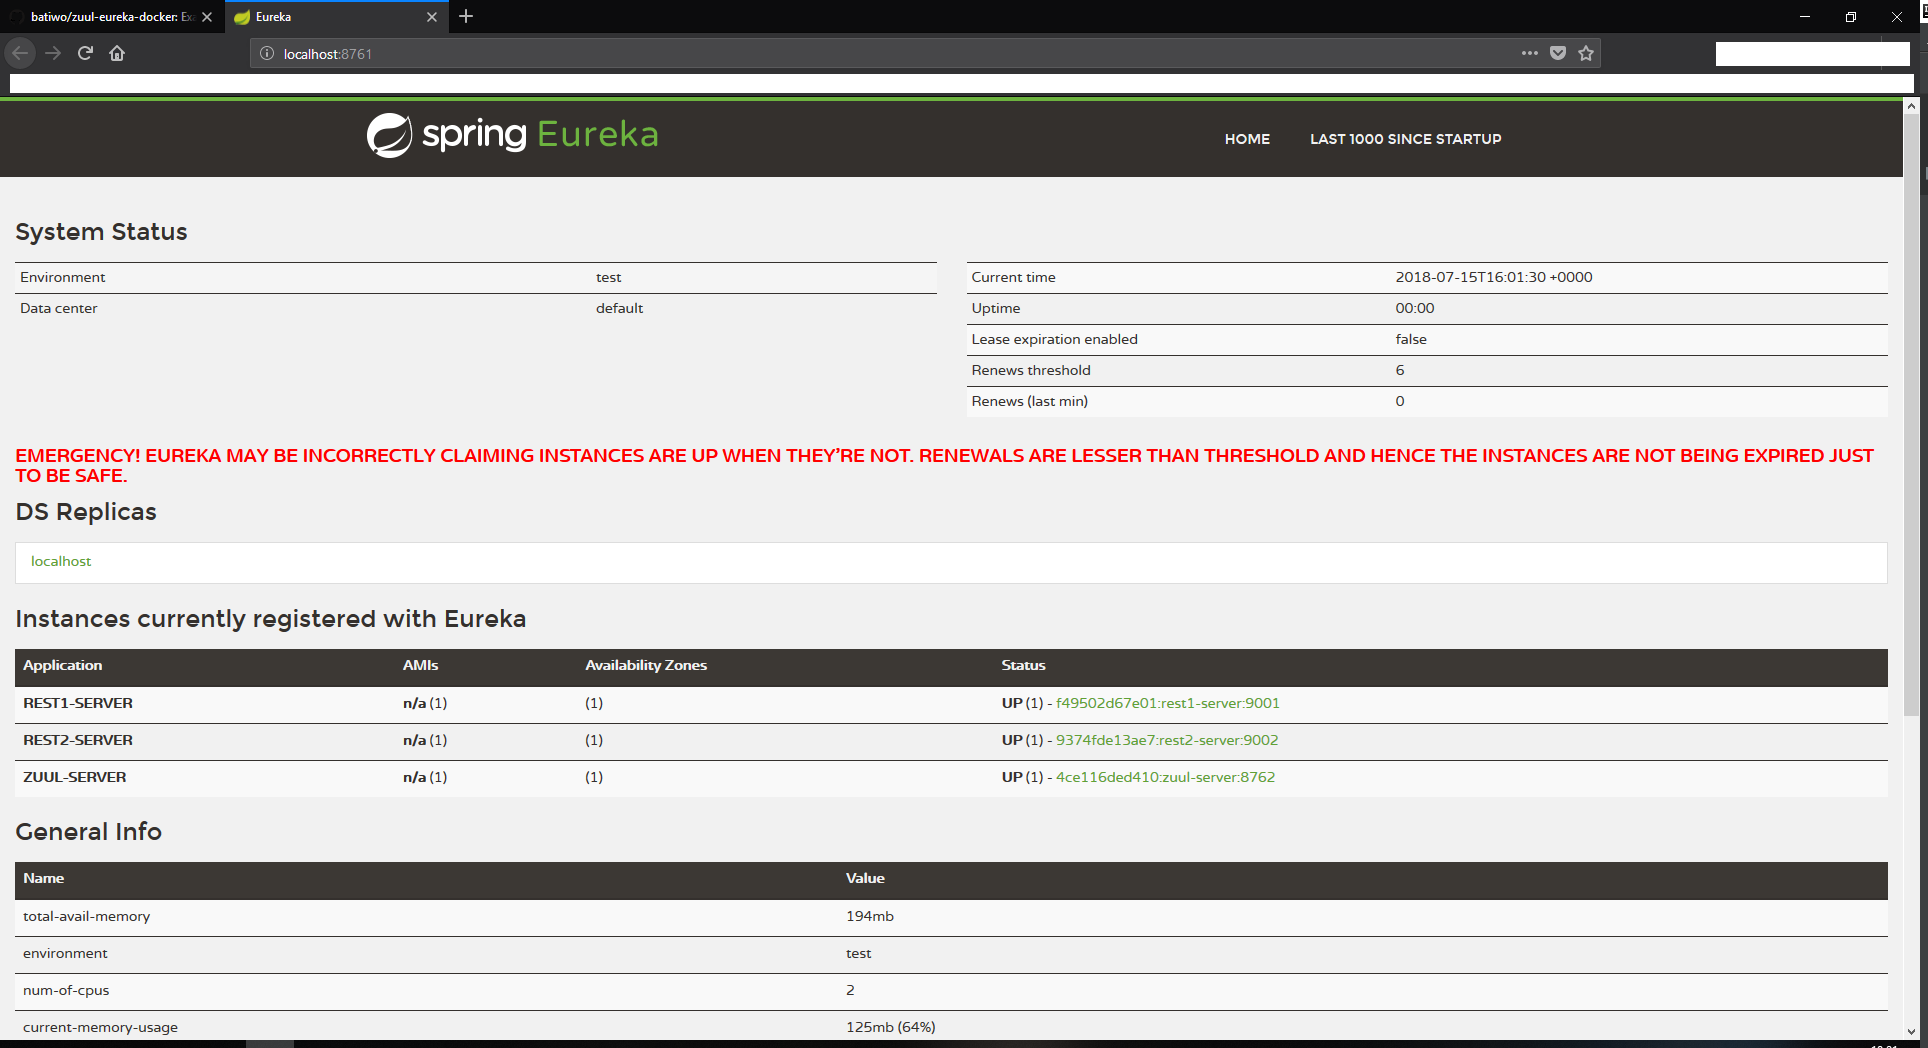 batiwo/zuul-eureka-docker: Ex
Eureka
localhost:8761
spring Eureka
HOME LAST 1000 SINCE STARTUP
System Status
Environment test
Data center default
Current time 2018-07-15T16:01:30 +0000
Uptime 00:00
Lease expiration enabled false
Renews threshold 6
Renews (last min) 0
EMERGENCY! EUREKA MAY BE INCORRECTLY CLAIMING INSTANCES ARE UP WHEN THEY'RE NOT. RENEWALS ARE LESSER THAN THRESHOLD AND HENCE THE INSTANCES ARE NOT BEING EXPIRED JUST
TO BE SAFE.
DS Replicas
localhost
Instances currently registered with Eureka
Application AMIs Availability Zones Status
REST1-SERVER n/a (1) (1) UP (1) - f49502d67e01:rest1-server:9001
REST2-SERVER n/a (1) (1) UP (1) - 9374fde13ae7:rest2-server:9002
ZUUL-SERVER n/a (1) (1) UP (1) - 4ce116ded410:zuul-server:8762
General Info
Name Value
total-avail-memory 194mb
environment test
num-of-cpus 2
current-memory-usage 125mb (64%)